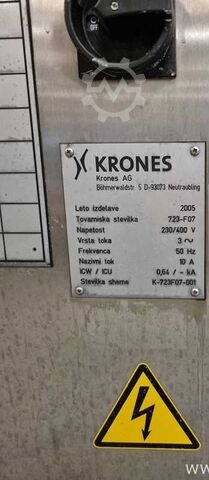 KRONES
Krones AG
Böhmerwaldstr 5 D-93073 Neutraubling
Leto izdelave 2005
Tovarniska stevilka 723-F07
Napetost 230/400 V
Vrsta toka 3 ~
Frekvenca 50 Hz
Nazivni tok 10 A
ICW / ICU 0,64 / - kA
Stevilka sheme K-723F07-001
www